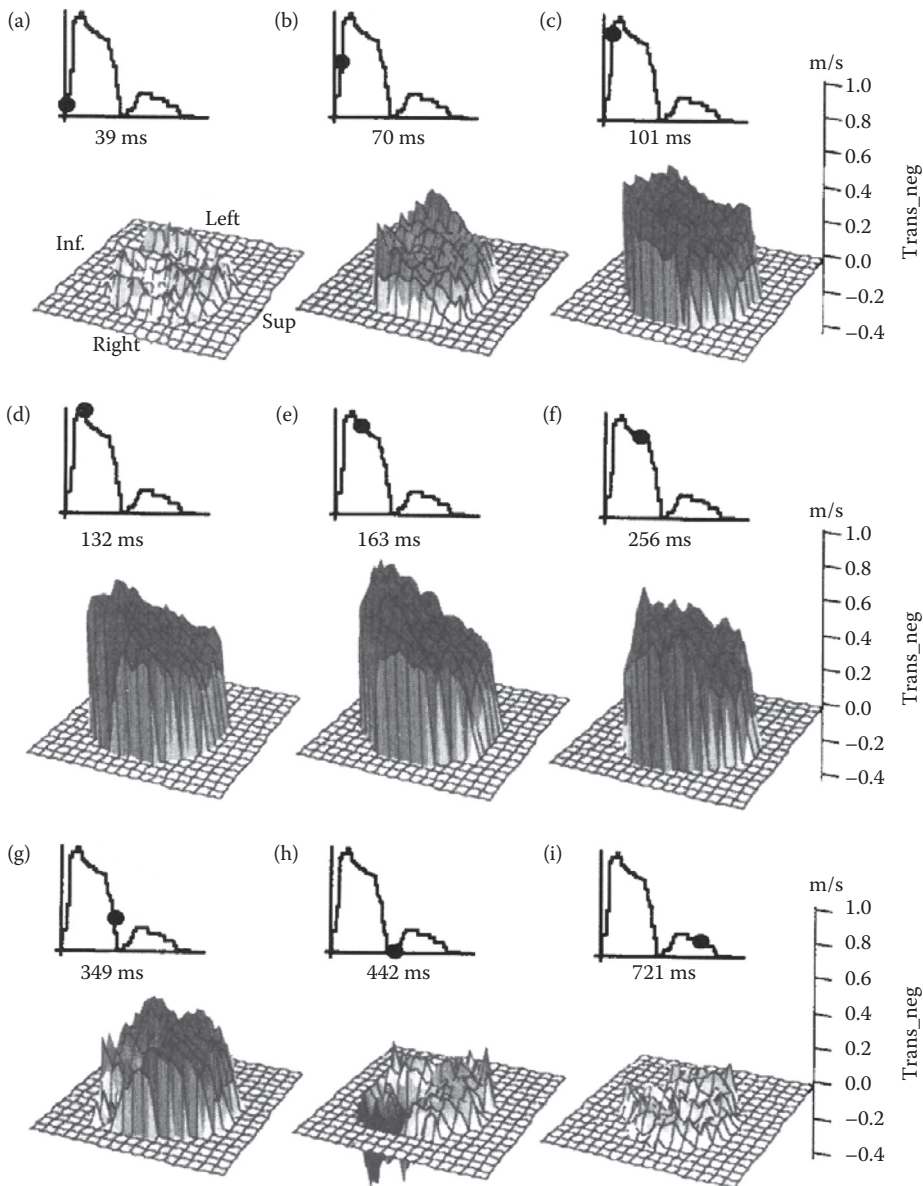 (a)
(b)
(c)
39 ms
70 ms
101 ms
m/s
1.0
0.8
0.6
0.4
0.2
0.0
−0.2
−0.4
Trans_neg
Left
Inf.
Sup
Right
(d)
(e)
(f)
132 ms
163 ms
256 ms
m/s
1.0
0.8
0.6
0.4
0.2
0.0
−0.2
−0.4
Trans_neg
(g)
(h)
(i)
349 ms
442 ms
721 ms
m/s
1.0
0.8
0.6
0.4
0.2
0.0
−0.2
−0.4
Trans_neg